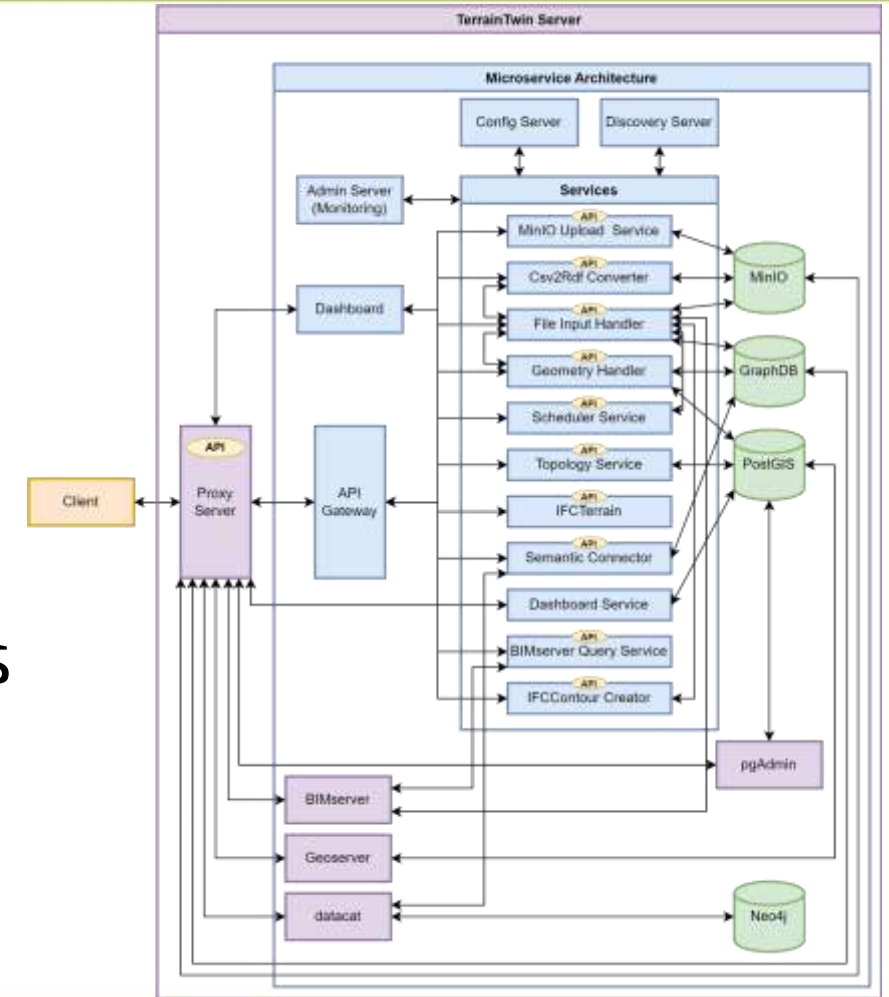 TerrainTwin Server
Microservice Architecture
Config Server
Discovery Server
Admin Server
(Monitoring)
Services
API
MinIO Upload Service
API
Csv2Rdf Converter
MinIO
Dashboard
API
File Input Handler
API
Geometry Handler
GraphDB
API
Scheduler Service
API
Proxy
Server
API
Gateway
Client
API
Topology Service
PostGIS
API
IFCTerrain
API
Semantic Connector
Dashboard Service
API
BIMserver Query Service
API
IFCContour Creator
s
pgAdmin
BIMserver
Geoserver
datacat
Neo4j